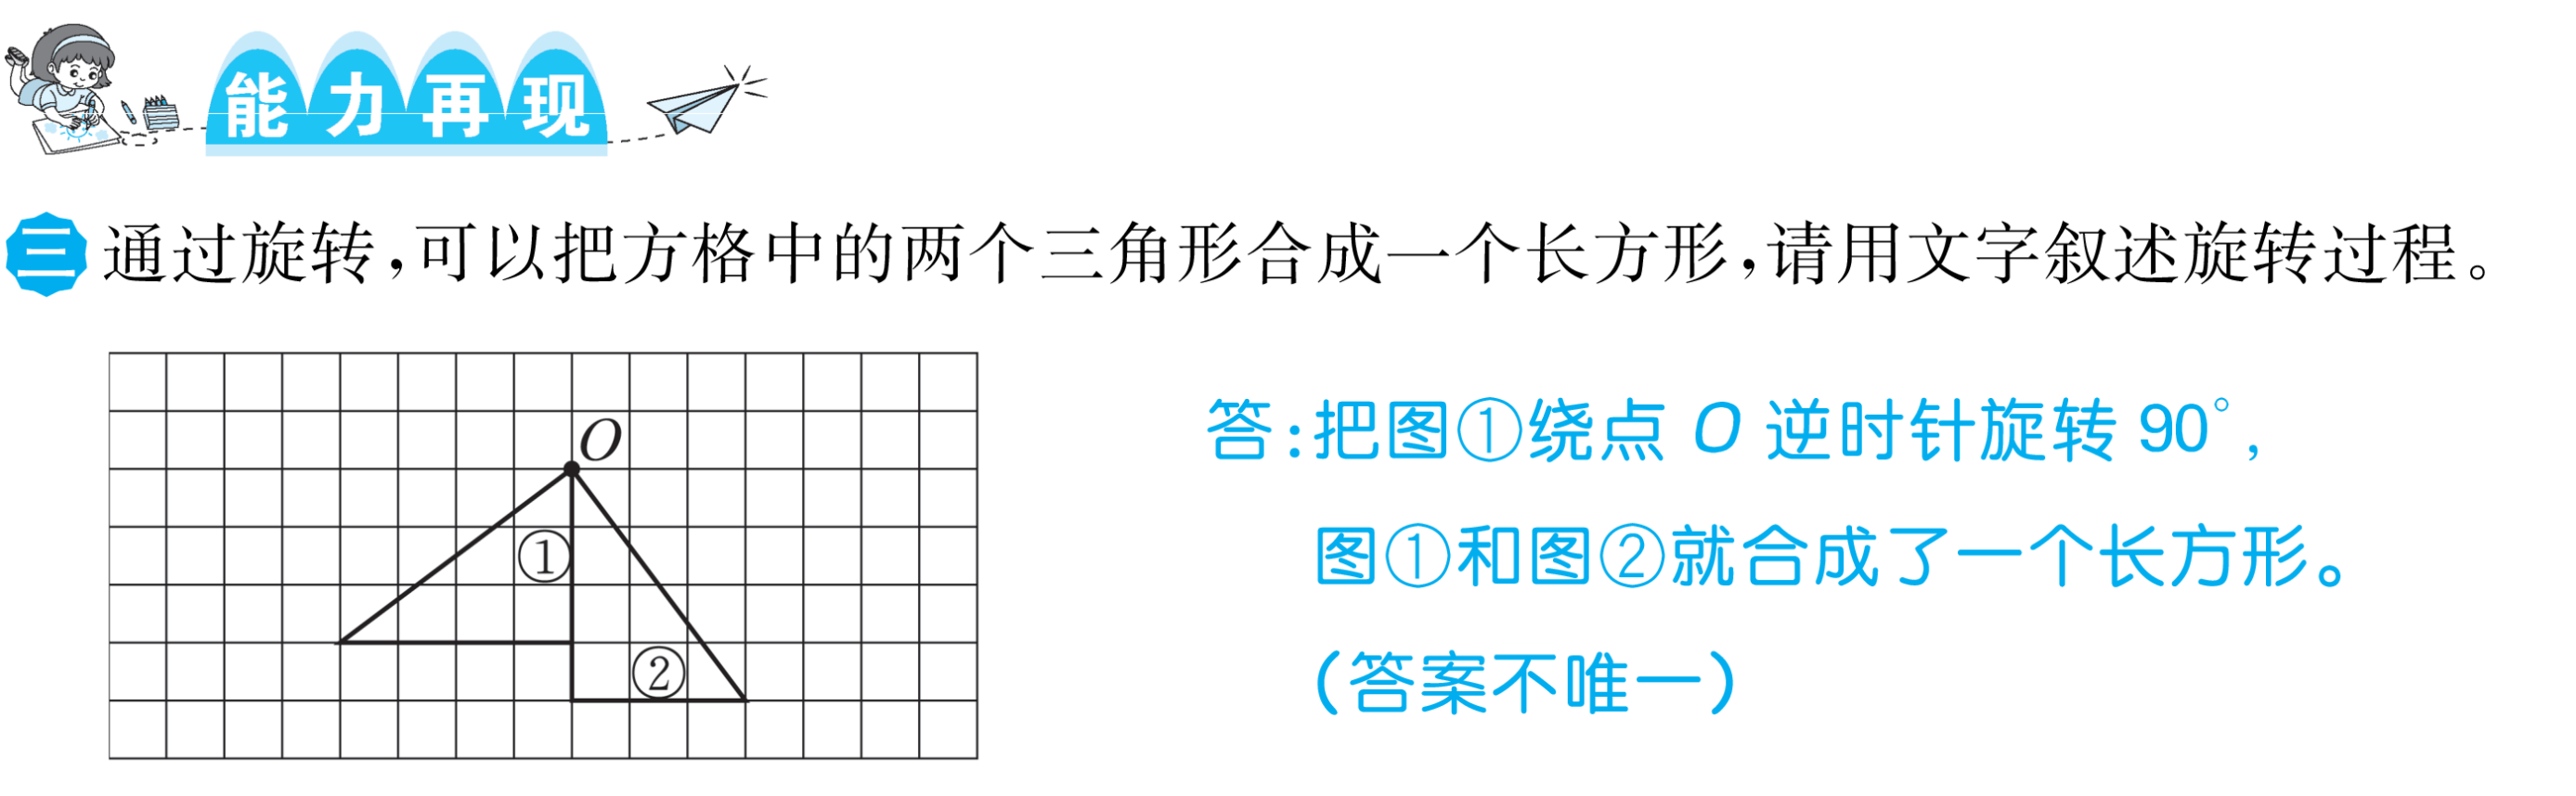 能力再现
三 通过旋转,可以把方格中的两个三角形合成一个长方形,请用文字叙述旋转过程。
O
①
②
答:把图①绕点 O 逆时针旋转 90°,
图①和图②就合成了一个长方形。
(答案不唯一)